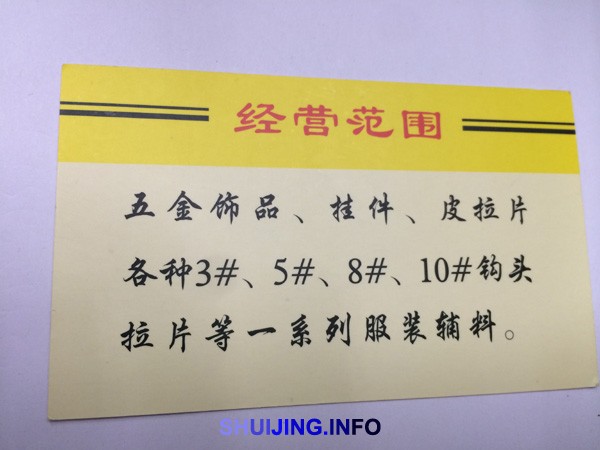 经营范围
五金饰品、挂件、皮拉片
各种3#、5#、8#、10#钩头
拉片等一系列服装辅料。
SHUIJING.INFO